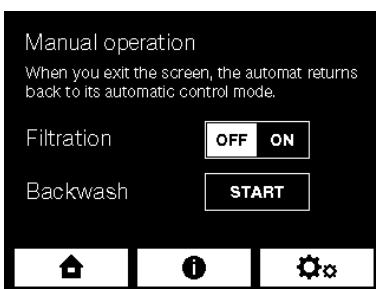 Manual operation
When you exit the screen, the automat returns
back to its automatic control mode.
Filtration OFF ON
Backwash START